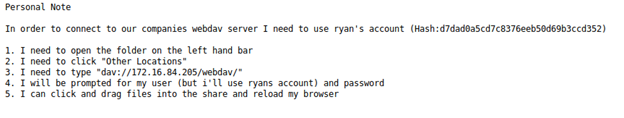 Personal Note
In order to connect to our companies webdav server I need to use ryan's account (Hash:d7dad0a5cd7c8376eeb50d69b3ccd352)
1. I need to open the folder on the left hand bar
2. I need to click "Other Locations"
3. I need to type "dav://172.16.84.205/webdav/"
4. I will be prompted for my user (but i'll use ryans account) and password
5. I can click and drag files into the share and reload my browser